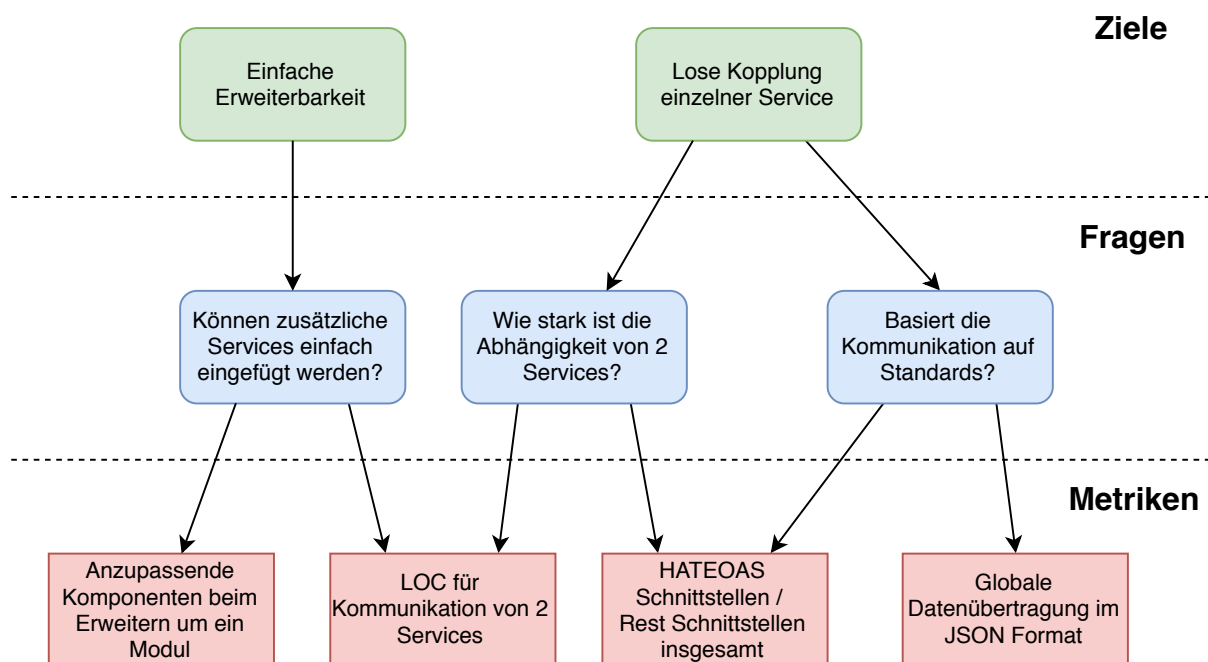 Ziele
Einfache
Erweiterbarkeit
Lose Kopplung
einzelner Service
Fragen
Können zusätzliche
Services einfach
eingefügt werden?
Wie stark ist die
Abhängigkeit von 2
Services?
Basiert die
Kommunikation auf
Standards?
Metriken
Anzupassende
Komponenten beim
Erweitern um ein
Modul
LOC für
Kommunikation von 2
Services
HATEOAS
Schnittstellen /
Rest Schnittstellen
insgesamt
Globale
Datenübertragung im
JSON Format